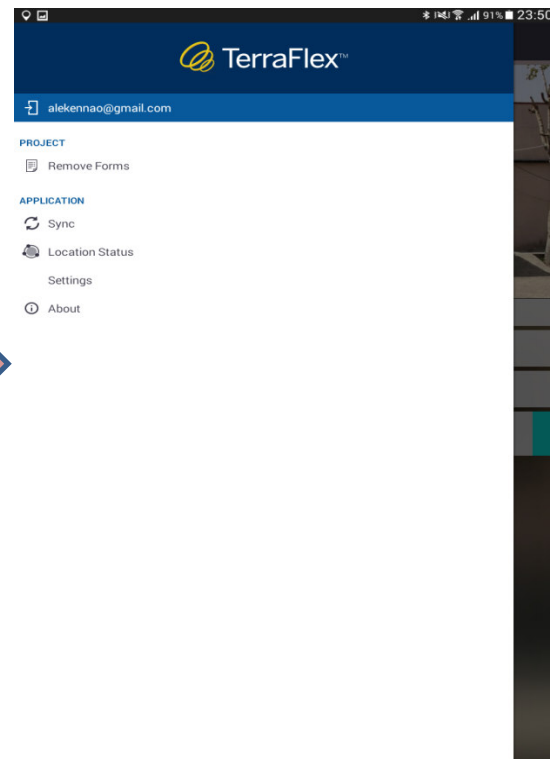 91% 23:50
TerraFlex™
alekennao@gmail.com
PROJECT
Remove Forms
APPLICATION
Sync
Location Status
Settings
About